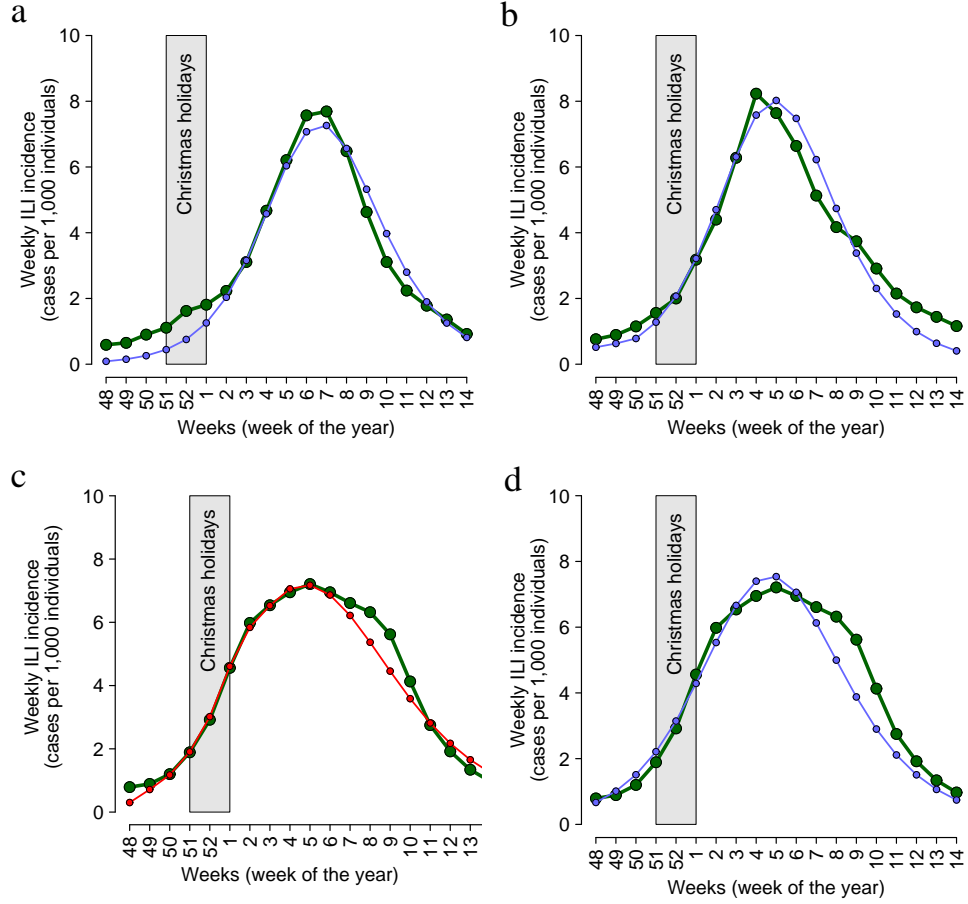 a
Weekly ILI incidence
(cases per 1,000 individuals)
10
8
6
4
2
0
Christmas holidays
48 49 50 51 52 1 2 3 4 5 6 7 8 9 10 11 12 13 14
Weeks (week of the year)
b
Weekly ILI incidence
(cases per 1,000 individuals)
10
8
6
4
2
0
Christmas holidays
48 49 50 51 52 1 2 3 4 5 6 7 8 9 10 11 12 13 14
Weeks (week of the year)
c
Weekly ILI incidence
(cases per 1,000 individuals)
10
8
6
4
2
0
Christmas holidays
48 49 50 51 52 1 2 3 4 5 6 7 8 9 10 11 12 13
Weeks (week of the year)
d
Weekly ILI incidence
(cases per 1,000 individuals)
10
8
6
4
2
0
Christmas holidays
48 49 50 51 52 1 2 3 4 5 6 7 8 9 10 11 12 13 14
Weeks (week of the year)